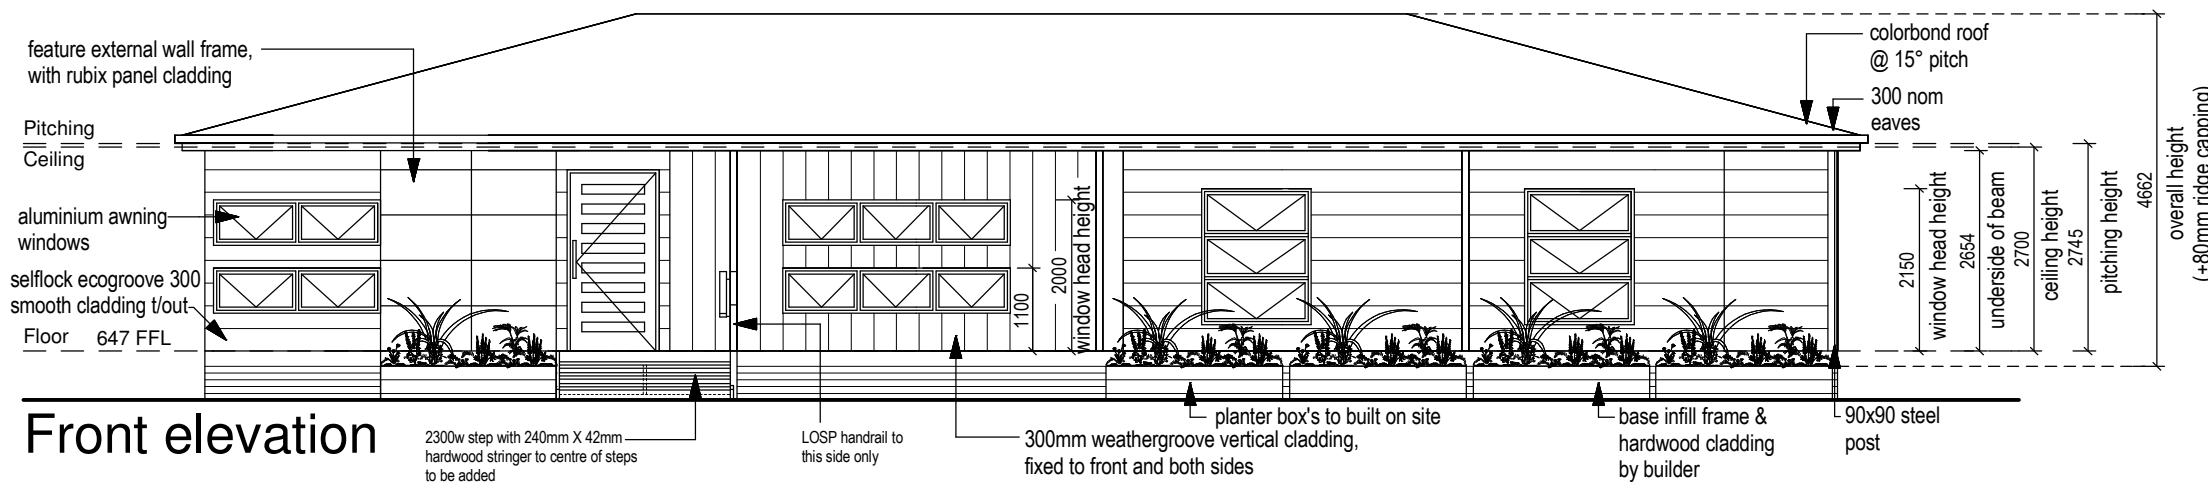 feature external wall frame,
with rubix panel cladding
Pitching
Ceiling
aluminium awning
windows
selflock ecogroove 300
smooth cladding t/out
Floor 647 FFL
colorbond roof
@ 15° pitch
300 nom
eaves
1100
2000
window head height
2150
window head height
2654
underside of beam
2700
ceiling height
2745
pitching height
4662
overall height
(+80mm ridge capping)
Front elevation
2300w step with 240mm X 42mm
hardwood stringer to centre of steps
to be added
LOSP handrail to
this side only
300mm weathergroove vertical cladding,
fixed to front and both sides
planter box's to built on site
base infill frame &
hardwood cladding
by builder
90x90 steel
post